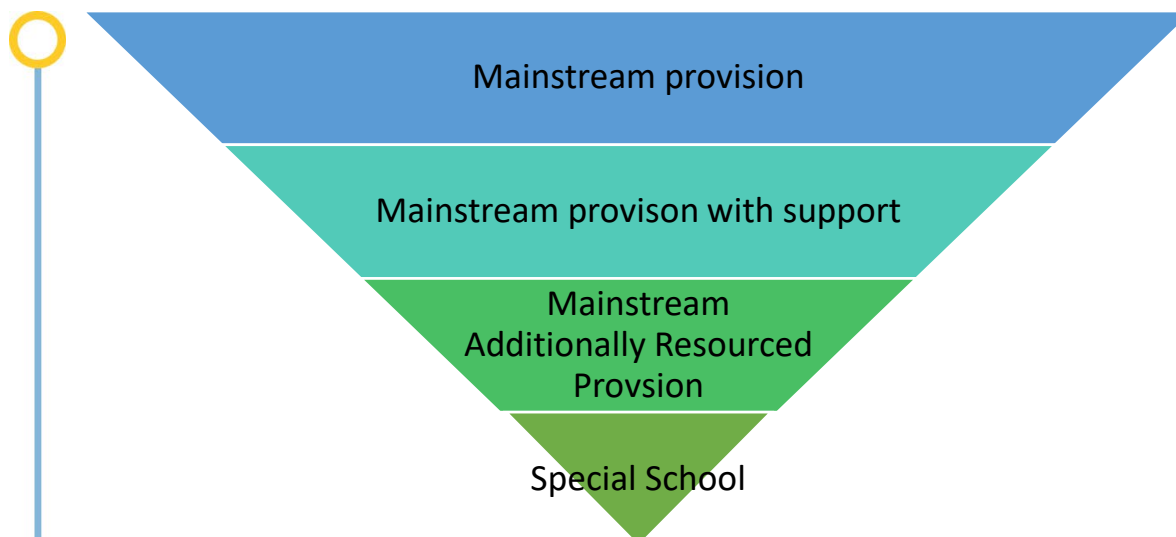 Mainstream provision
Mainstream provison with support
Mainstream
Additionally Resourced
Provsion
Special School